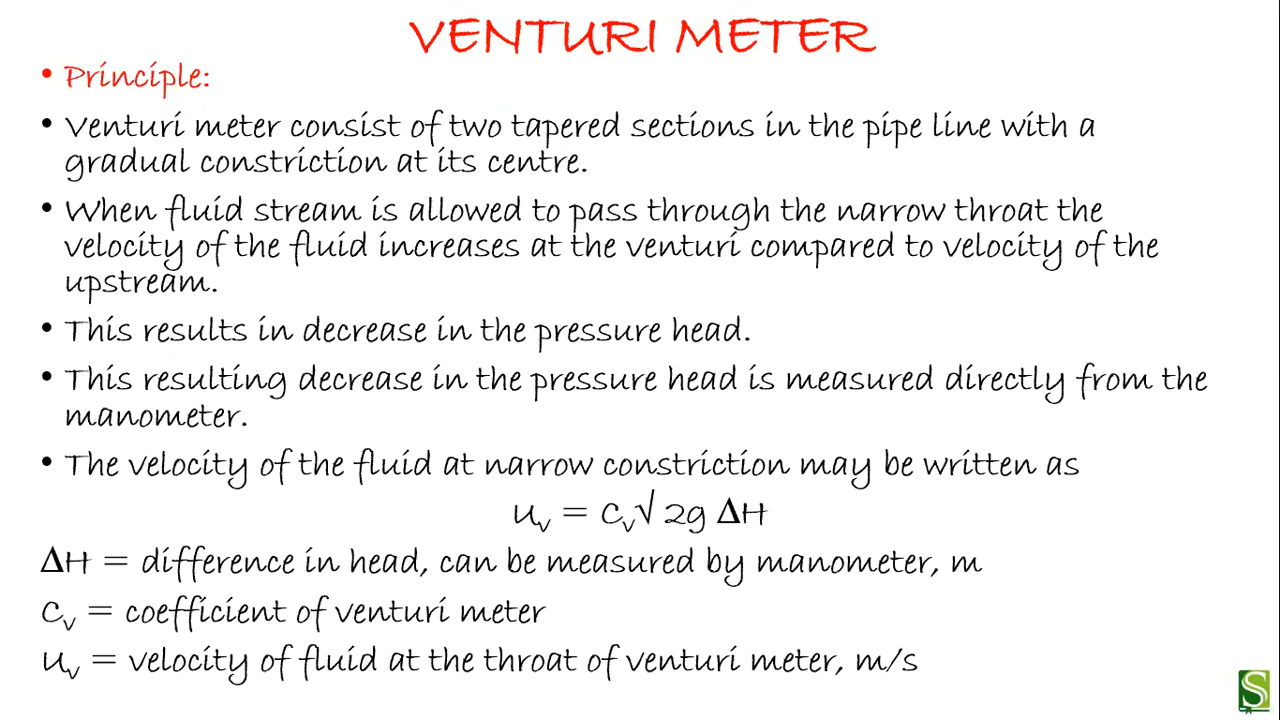 VENTURI METER
• Principle:
• Venturi meter consist of two tapered sections in the pipe line with a
gradual constriction at its centre.
• When fluid stream is allowed to pass through the narrow throat the
velocity of the fluid increases at the venturi compared to velocity of the
upstream.
• This results in decrease in the pressure head.
• This resulting decrease in the pressure head is measured directly from the
manometer.
• The velocity of the fluid at narrow constriction may be written as
uᵥ = Cᵥ√ 2g ΔH
ΔH = difference in head, can be measured by manometer, m
Cᵥ = coefficient of venturi meter
uᵥ = velocity of fluid at the throat of venturi meter, m/s
S